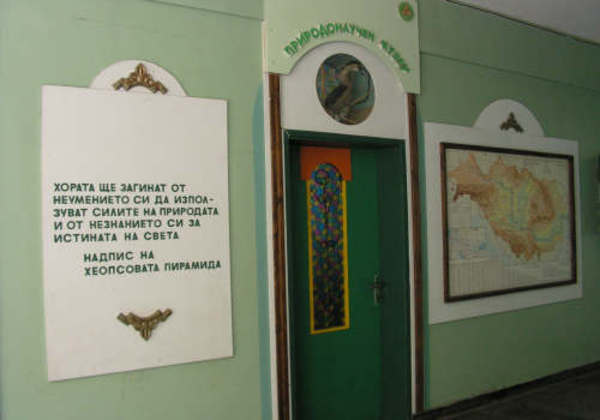 ПРИРОДОНАУЧЕН
ХОРАТА ЩЕ ЗАГИНАТ ОТ
НЕУМЕНИЕТО СИ ДА ИЗПОЛ-
ЗУВАТ СИЛИТЕ НА ПРИРОДАТА
И ОТ НЕЗНАНИЕТО СИ ЗА
ИСТИНАТА НА СВЕТА
НАДПИС НА
ХЕОПСОВАТА ПИРАМИДА